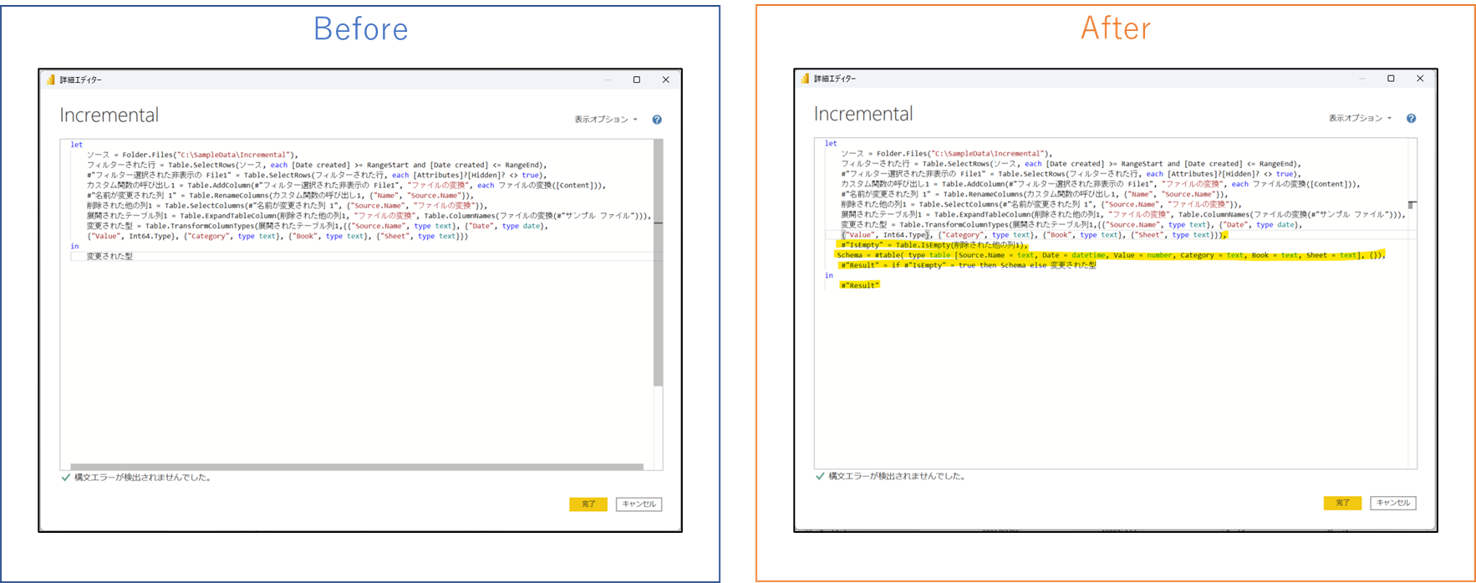 Before
詳細エディター
Incremental
表示オプション
?
let
ソース = Folder.Files("C:\SampleData\Incremental"),
フィルターされた行 = Table.SelectRows(ソース, each [Date created] >= RangeStart and [Date created] <= RangeEnd),
#"フィルター選択された非表示の File1" = Table.SelectRows(フィルターされた行, each [Attributes]?[Hidden]? <> true),
カスタム関数の呼び出し1 = Table.AddColumn(#"フィルター選択された非表示の File1", "ファイルの変換", each ファイルの変換([Content])),
#"名前が変更された列 1" = Table.RenameColumns(カスタム関数の呼び出し1, {"Name", "Source.Name"}),
削除された他の列1 = Table.SelectColumns(#"名前が変更された列 1", {"Source.Name", "ファイルの変換"}),
展開されたテーブル列1 = Table.ExpandTableColumn(削除された他の列1, "ファイルの変換", Table.ColumnNames(ファイルの変換(#"サンプル ファイル"))),
変更された型 = Table.TransformColumnTypes(展開されたテーブル列1,{{"Source.Name", type text}, {"Date", type date},
{"Value", Int64.Type}, {"Category", type text}, {"Book", type text}, {"Sheet", type text}})
in
変更された型
構文エラーが検出されませんでした。
完了
キャンセル
After
詳細エディター
Incremental
表示オプション
?
let
ソース = Folder.Files("C:\SampleData\Incremental"),
フィルターされた行 = Table.SelectRows(ソース, each [Date created] >= RangeStart and [Date created] <= RangeEnd),
#"フィルター選択された非表示の File1" = Table.SelectRows(フィルターされた行, each [Attributes]?[Hidden]? <> true),
カスタム関数の呼び出し1 = Table.AddColumn(#"フィルター選択された非表示の File1", "ファイルの変換", each ファイルの変換([Content])),
#"名前が変更された列 1" = Table.RenameColumns(カスタム関数の呼び出し1, {"Name", "Source.Name"}),
削除された他の列1 = Table.SelectColumns(#"名前が変更された列 1", {"Source.Name", "ファイルの変換"}),
展開されたテーブル列1 = Table.ExpandTableColumn(削除された他の列1, "ファイルの変換", Table.ColumnNames(ファイルの変換(#"サンプル ファイル"))),
変更された型 = Table.TransformColumnTypes(展開されたテーブル列1,{{"Source.Name", type text}, {"Date", type date},
{"Value", Int64.Type}, {"Category", type text}, {"Book", type text}, {"Sheet", type text}}),
#"IsEmpty" = Table.IsEmpty(削除された他の列1),
Schema = #table( type table [Source.Name = text, Date = datetime, Value = number, Category = text, Book = text, Sheet = text], {}),
#"Result" = if #"IsEmpty" = true then Schema else 変更された型
in
#"Result"
構文エラーが検出されませんでした。
完了
キャンセル